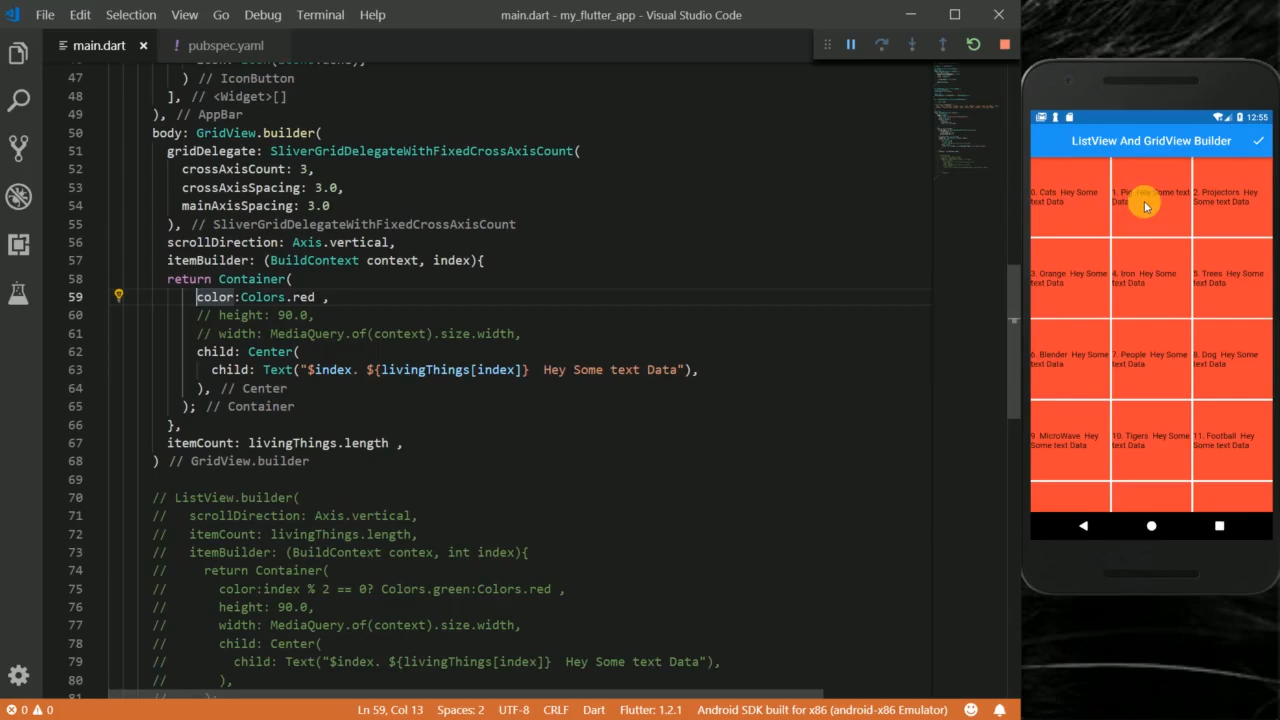 File Edit Selection View Go Debug Terminal Help
main.dart - my_flutter_app - Visual Studio Code
main.dart
! pubspec.yaml
47 ) // IconButton
48 ], // <Widget>[]
49 ), // AppBar
50 body: GridView.builder(
51 gridDelegate: SliverGridDelegateWithFixedCrossAxisCount(
52 crossAxisCount: 3,
53 crossAxisSpacing: 3.0,
54 mainAxisSpacing: 3.0
55 ), // SliverGridDelegateWithFixedCrossAxisCount
56 scrollDirection: Axis.vertical,
57 itemBuilder: (BuildContext context, index){
58 return Container(
59 color:Colors.red ,
60 // height: 90.0,
61 // width: MediaQuery.of(context).size.width,
62 child: Center(
63 child: Text("$index. ${livingThings[index]}  Hey Some text Data"),
64 ), // Center
65 ); // Container
66 },
67 itemCount: livingThings.length ,
68 ) // GridView.builder
69
70 // ListView.builder(
71 //   scrollDirection: Axis.vertical,
72 //   itemCount: livingThings.length,
73 //   itemBuilder: (BuildContext contex, int index){
74 //     return Container(
75 //       color:index % 2 == 0? Colors.green:Colors.red ,
76 //       height: 90.0,
77 //       width: MediaQuery.of(context).size.width,
78 //       child: Center(
79 //         child: Text("$index. ${livingThings[index]}  Hey Some text Data"),
80 //       ),
81 //     );
0 0 Ln 59, Col 13 Spaces: 2 UTF-8 CRLF Dart Flutter: 1.2.1 Android SDK built for x86 (android-x86 Emulator)
12:55
ListView And GridView Builder
0. Cats Hey Some
text Data
1. Pig Hey Some text
Data
2. Projectors Hey
Some text Data
3. Orange Hey Some
text Data
4. Iron Hey Some
text Data
5. Trees Hey Some
text Data
6. Blender Hey Some
text Data
7. People Hey Some
text Data
8. Dog Hey Some
text Data
9 MicroWave Hey
Some text Data
10. Tigers Hey Some
text Data
11. Football Hey
Some text Data